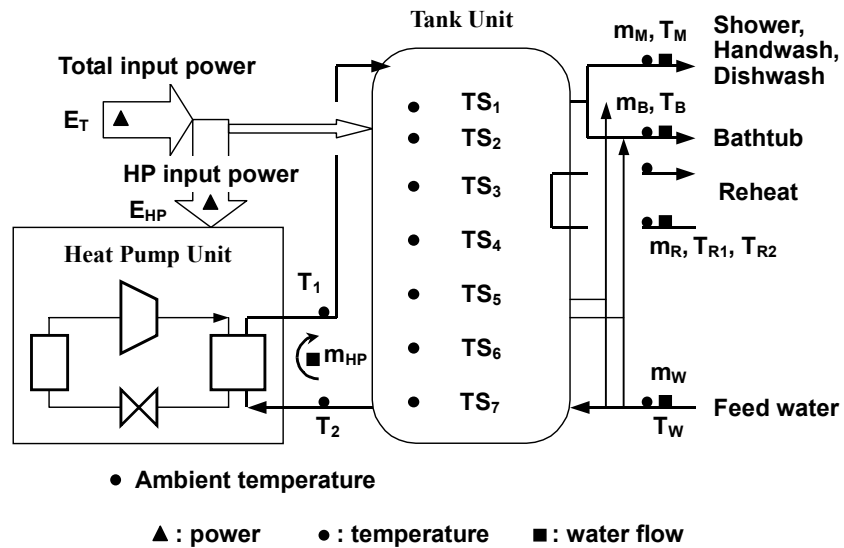 Tank Unit
m_M, T_M
Shower,
Handwash,
Dishwash
Total input power
E_T
TS_1
m_B, T_B
TS_2
Bathtub
HP input power
TS_3
Reheat
E_HP
Heat Pump Unit
TS_4
m_R, T_R1, T_R2
T_1
TS_5
m_HP
TS_6
m_W
TS_7
Feed water
T_2
T_W
Ambient temperature
: power
: temperature
: water flow